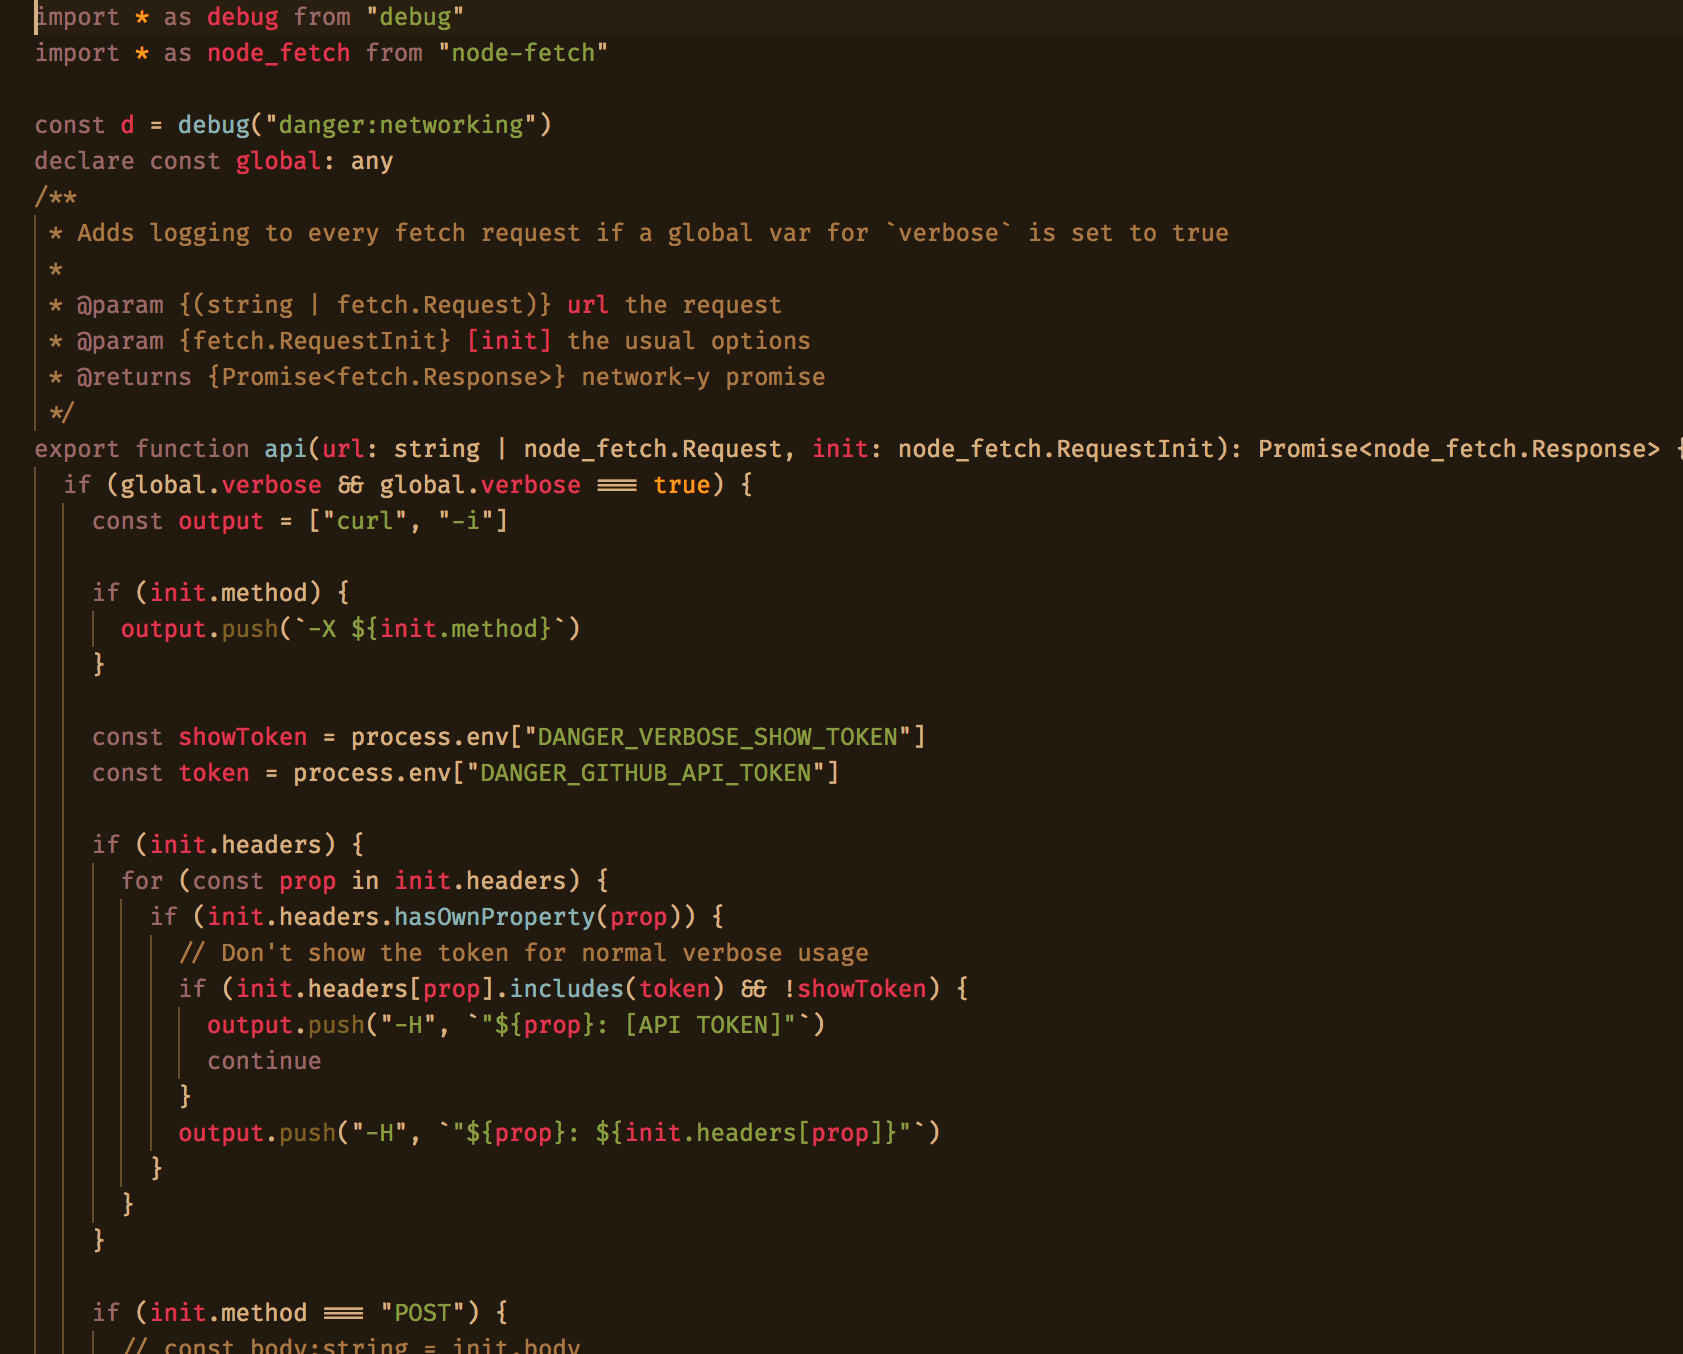 import * as debug from "debug"
import * as node_fetch from "node-fetch"

const d = debug("danger:networking")
declare const global: any
/**
 * Adds logging to every fetch request if a global var for `verbose` is set to true
 *
 * @param {(string | fetch.Request)} url the request
 * @param {fetch.RequestInit} [init] the usual options
 * @returns {Promise<fetch.Response>} network-y promise
 */
export function api(url: string | node_fetch.Request, init: node_fetch.RequestInit): Promise<node_fetch.Response> {
  if (global.verbose && global.verbose === true) {
    const output = ["curl", "-i"]

    if (init.method) {
      output.push(`-X ${init.method}`)
    }

    const showToken = process.env["DANGER_VERBOSE_SHOW_TOKEN"]
    const token = process.env["DANGER_GITHUB_API_TOKEN"]

    if (init.headers) {
      for (const prop in init.headers) {
        if (init.headers.hasOwnProperty(prop)) {
          // Don't show the token for normal verbose usage
          if (init.headers[prop].includes(token) && !showToken) {
            output.push("-H", `"${prop}: [API TOKEN]"`)
            continue
          }
          output.push("-H", `"${prop}: ${init.headers[prop]}"`)
        }
      }
    }

    if (init.method === "POST") {
      // const body:string = init.body